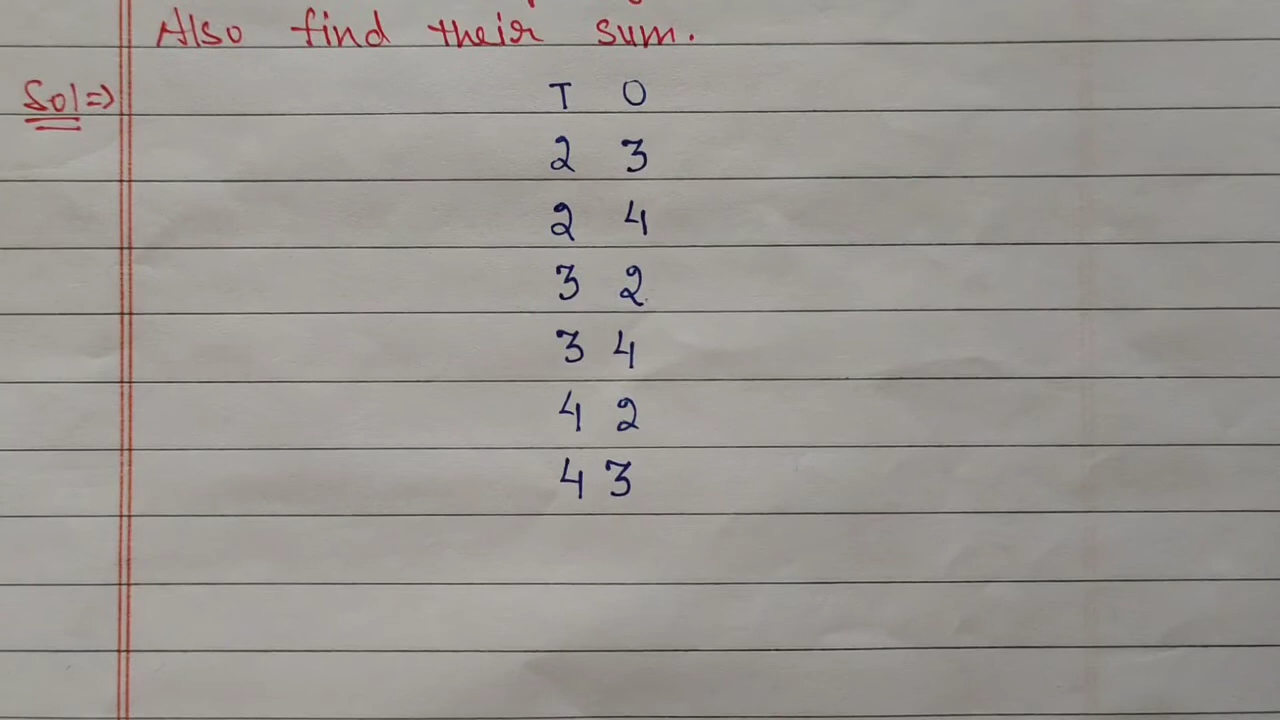 Also find their sum.
Sol⇒
T O
2 3
2 4
3 2
3 4
4 2
4 3